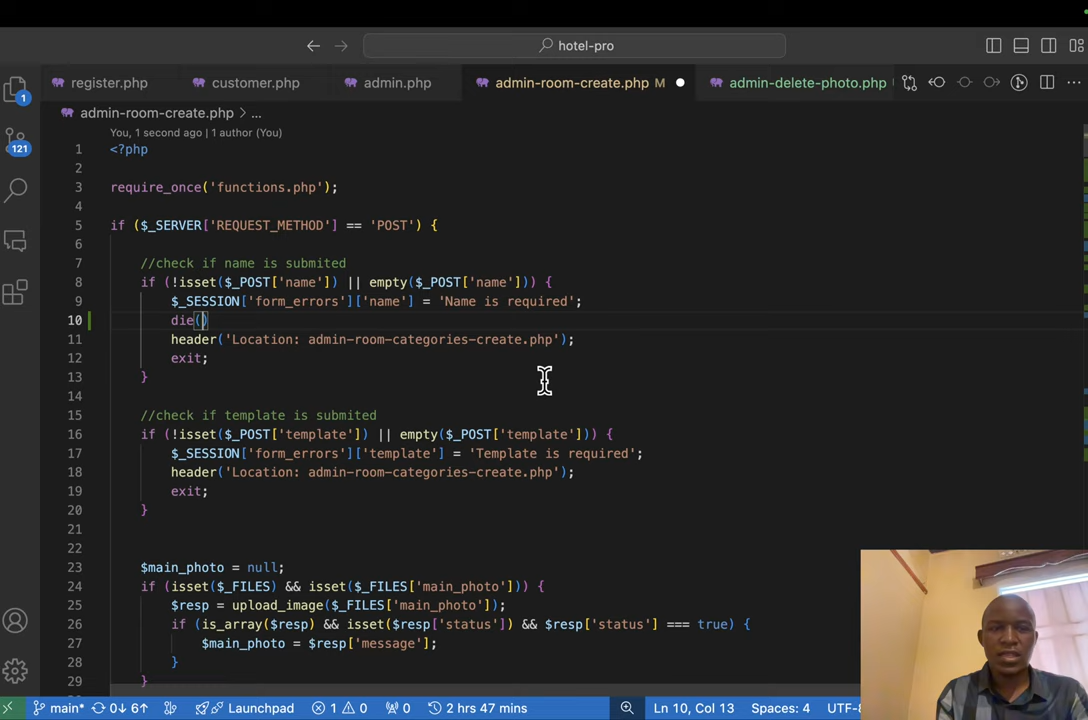 hotel-pro
register.php customer.php admin.php admin-room-create.php M admin-delete-photo.php
admin-room-create.php > ...
You, 1 second ago | 1 author (You)
1 <?php
2
3 require_once('functions.php');
4
5 if ($_SERVER['REQUEST_METHOD'] == 'POST') {
6
7 //check if name is submited
8 if (!isset($_POST['name']) || empty($_POST['name'])) {
9 $_SESSION['form_errors']['name'] = 'Name is required';
10 die()
11 header('Location: admin-room-categories-create.php');
12 exit;
13 }
14
15 //check if template is submited
16 if (!isset($_POST['template']) || empty($_POST['template'])) {
17 $_SESSION['form_errors']['template'] = 'Template is required';
18 header('Location: admin-room-categories-create.php');
19 exit;
20 }
21
22
23 $main_photo = null;
24 if (isset($_FILES) && isset($_FILES['main_photo'])) {
25 $resp = upload_image($_FILES['main_photo']);
26 if (is_array($resp) && isset($resp['status']) && $resp['status'] === true) {
27 $main_photo = $resp['message'];
28 }
29 }
1
121
main* 0↓ 6↑ Launchpad 1 0 0 2 hrs 47 mins Ln 10, Col 13 Spaces: 4 UTF-8